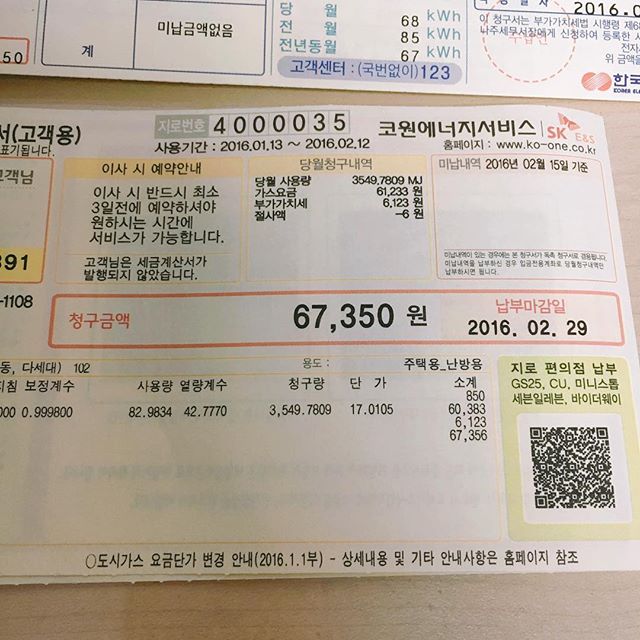 당 월 68 kWh
전 월 85 kWh
전년동월 67 kWh
미납금액없음
계
고객센터 : (국번없이)123
2016.0
이 청구서는 부가가치세법 시행령 제6
나주세무서장에게 신청하여 등록한 시
위 금액을
한국
서(고객용)
표기됩니다.
지로번호 4000035
사용기간 : 2016.01.13 ~ 2016.02.12
코원에너지서비스 SK E&S
홈페이지 : www.ko-one.co.kr
고객님
391
-1108
이사 시 예약안내
이사 시 반드시 최소
3일전에 예약하셔야
원하시는 시간에
서비스가 가능합니다.
고객님은 세금계산서가
발행되지 않았습니다.
당월청구내역
당월 사용량 3549.7809 MJ
가스요금 61,233 원
부가가치세 6,123 원
절사액 -6 원
미납내역 2016년 02월 15일 기준
미납내역이 있는 경우에는 본 청구서가 독촉 청구서로 겸용됩니다.
미납내역을 납부하신 경우 입금전용계좌로 당월청구내역만
납부하시면 됩니다.
청구금액 67,350 원
납부마감일
2016. 02. 29
동, 다세대) 102
용도 : 주택용_난방용
지침 보정계수 사용량 열량계수 청구량 단 가 소계
850
000 0.999800 82.9834 42.7770 3,549.7809 17.0105 60,383
6,123
67,356
지로 편의점 납부
GS25, CU, 미니스톱
세븐일레븐, 바이더웨이
○도시가스 요금단가 변경 안내(2016.1.1부) - 상세내용 및 기타 안내사항은 홈페이지 참조